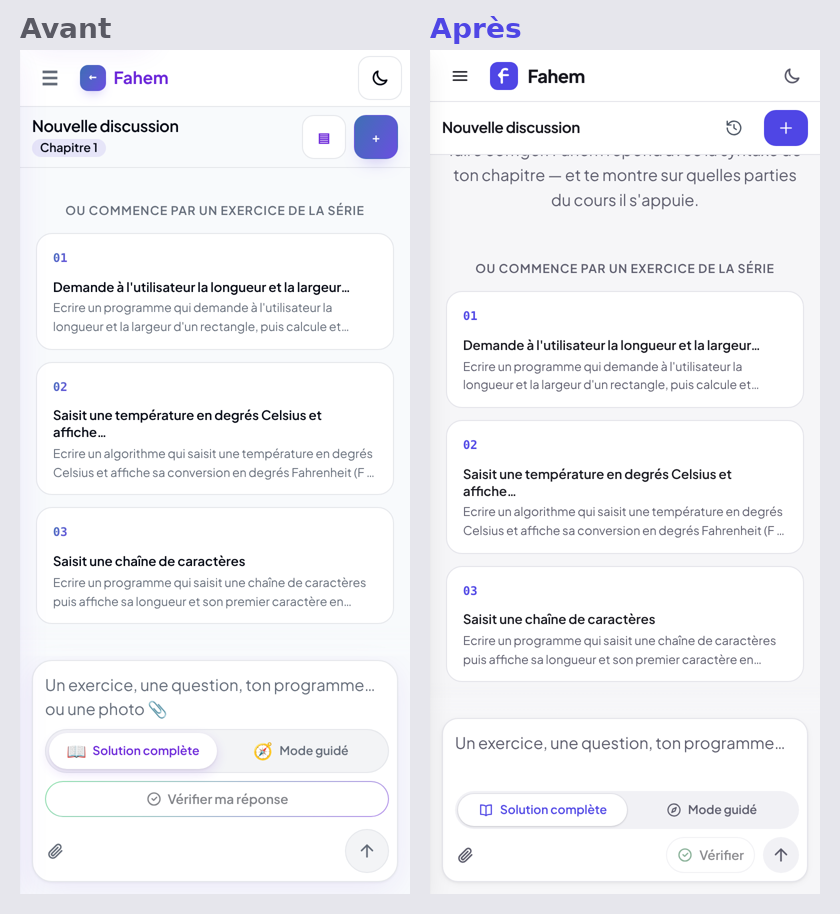 Avant
Fahem
Nouvelle discussion
Chapitre 1
OU COMMENCE PAR UN EXERCICE DE LA SÉRIE
01
Demande à l'utilisateur la longueur et la largeur…
Ecrire un programme qui demande à l'utilisateur la
longueur et la largeur d'un rectangle, puis calcule et…
02
Saisit une température en degrés Celsius et
affiche…
Ecrire un algorithme qui saisit une température en degrés
Celsius et affiche sa conversion en degrés Fahrenheit (F …
03
Saisit une chaîne de caractères
Ecrire un programme qui saisit une chaîne de caractères
puis affiche sa longueur et son premier caractère en…
Un exercice, une question, ton programme…
ou une photo 📎
📖 Solution complète
🧭 Mode guidé
Vérifier ma réponse
Après
Fahem
Nouvelle discussion
ton chapitre — et te montre sur quelles parties
du cours il s'appuie.
OU COMMENCE PAR UN EXERCICE DE LA SÉRIE
01
Demande à l'utilisateur la longueur et la largeur…
Ecrire un programme qui demande à l'utilisateur la
longueur et la largeur d'un rectangle, puis calcule et…
02
Saisit une température en degrés Celsius et
affiche…
Ecrire un algorithme qui saisit une température en degrés
Celsius et affiche sa conversion en degrés Fahrenheit (F …
03
Saisit une chaîne de caractères
Ecrire un programme qui saisit une chaîne de caractères
puis affiche sa longueur et son premier caractère en…
Un exercice, une question, ton programme…
Solution complète
Mode guidé
Vérifier